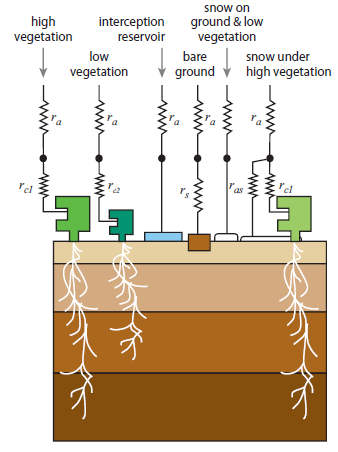 high
vegetation
low
vegetation
interception
reservoir
bare
ground
snow on
ground & low
vegetation
snow under
high vegetation
ra
ra
ra
ra
ra
rc1
rc2
rs
ras
rc1